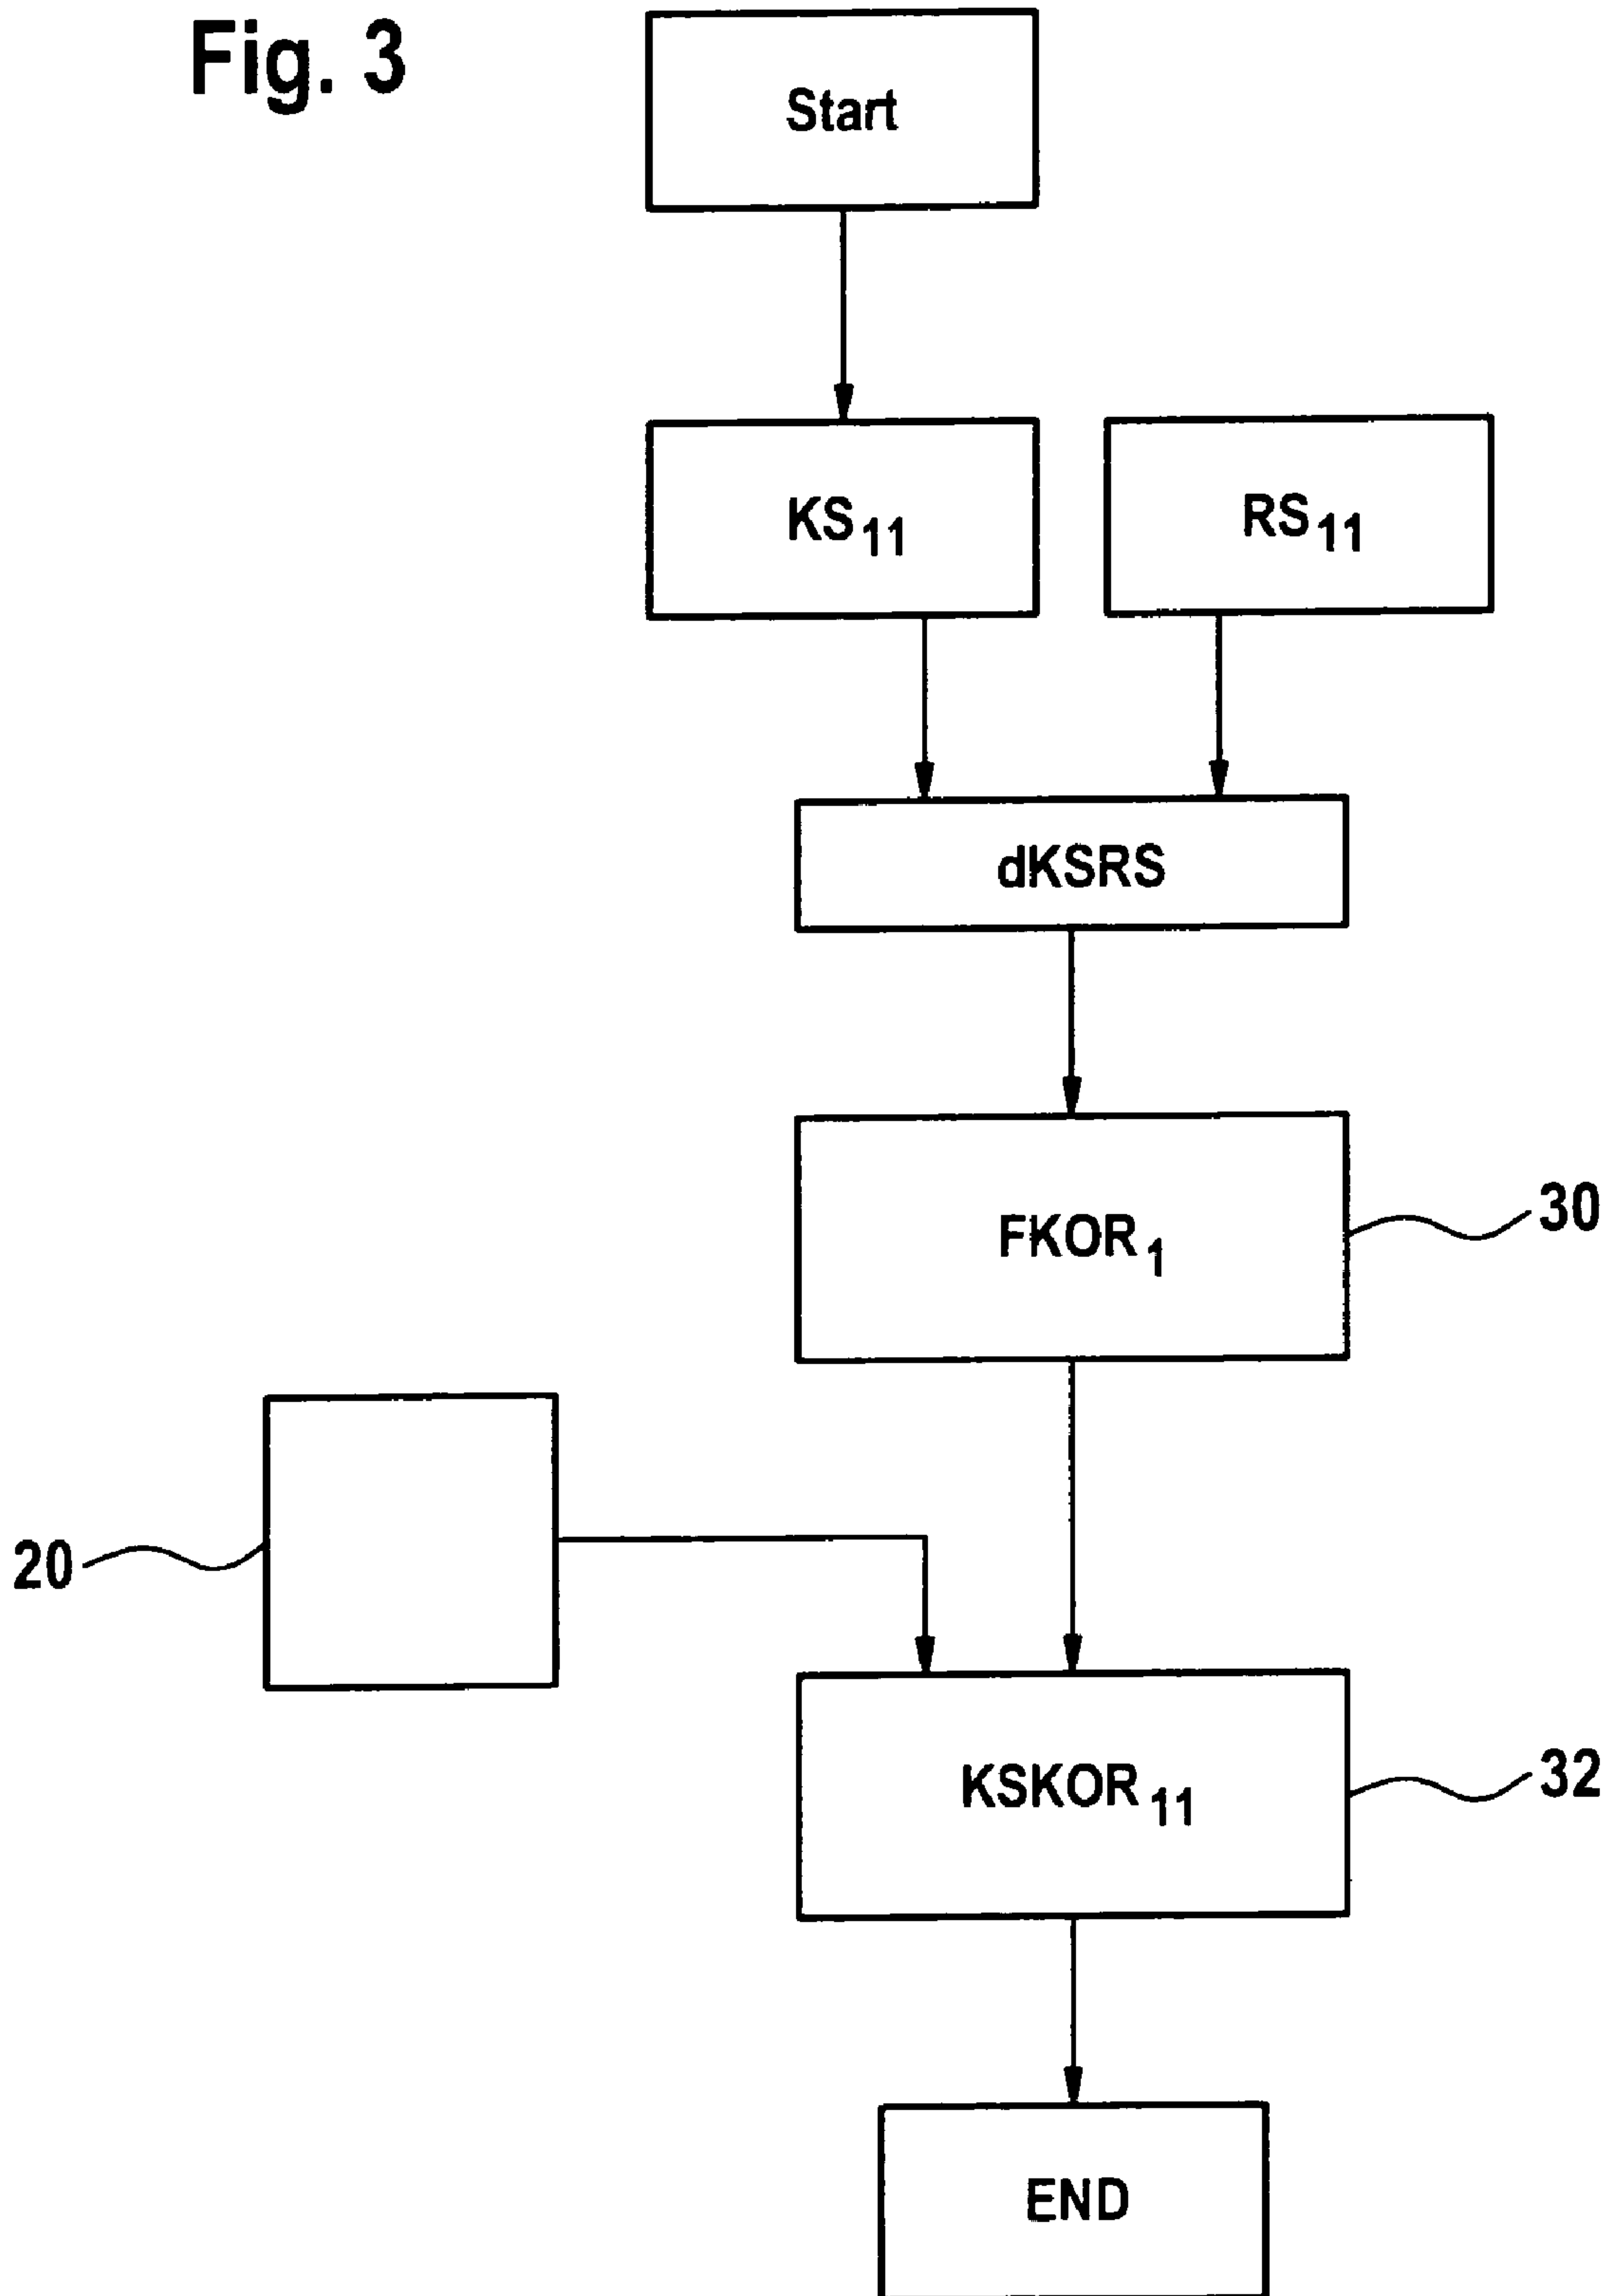 Fig. 3
Start
KS₁₁
RS₁₁
dKSRS
FKOR₁
30
20
KSKOR₁₁
32
END